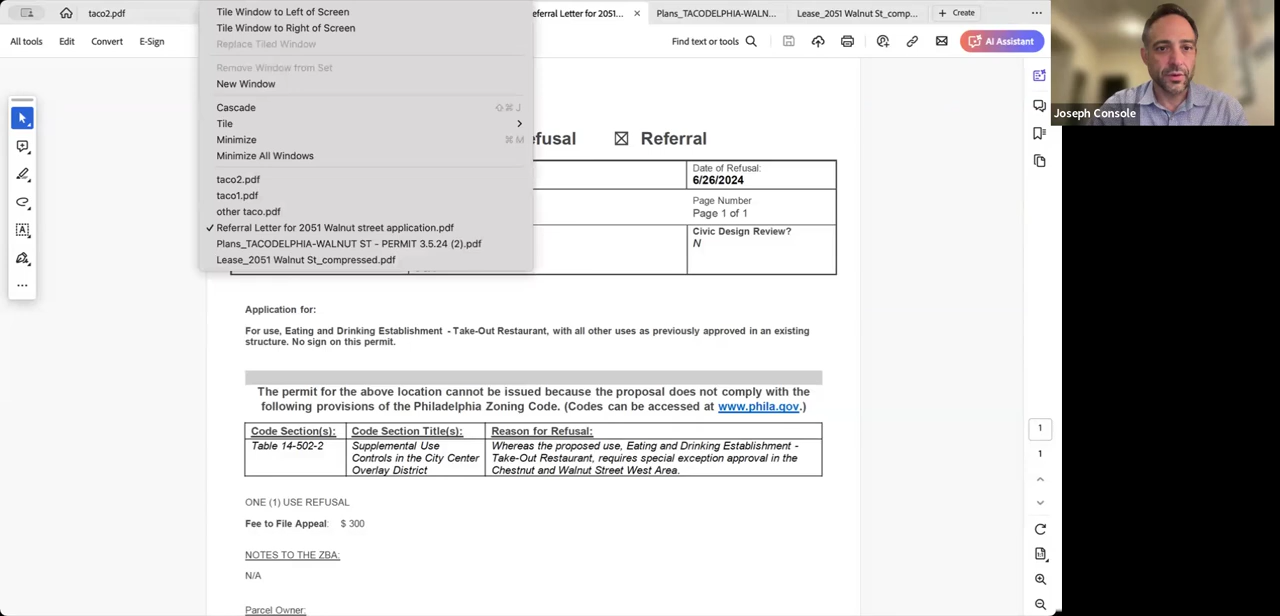 taco2.pdf
eferral Letter for 2051...
Plans_TACODELPHIA-WALN...
Lease_2051 Walnut St_comp...
Create
All tools
Edit
Convert
E-Sign
Find text or tools
AI Assistant
Tile Window to Left of Screen
Tile Window to Right of Screen
Replace Tiled Window
Remove Window from Set
New Window
Cascade ⇧⌘ J
Tile
Minimize ⌘ M
Minimize All Windows
taco2.pdf
taco1.pdf
other taco.pdf
✓ Referral Letter for 2051 Walnut street application.pdf
Plans_TACODELPHIA-WALNUT ST - PERMIT 3.5.24 (2).pdf
Lease_2051 Walnut St_compressed.pdf
Joseph Console
efusal ☒ Referral
Date of Refusal:
6/26/2024
Page Number
Page 1 of 1
Civic Design Review?
N
Application for:
For use, Eating and Drinking Establishment - Take-Out Restaurant, with all other uses as previously approved in an existing
structure. No sign on this permit.
The permit for the above location cannot be issued because the proposal does not comply with the
following provisions of the Philadelphia Zoning Code. (Codes can be accessed at www.phila.gov.)
Code Section(s): Code Section Title(s): Reason for Refusal:
Table 14-502-2 Supplemental Use Whereas the proposed use, Eating and Drinking Establishment -
Controls in the City Center Take-Out Restaurant, requires special exception approval in the
Overlay District Chestnut and Walnut Street West Area.
ONE (1) USE REFUSAL
Fee to File Appeal: $ 300
NOTES TO THE ZBA:
N/A
Parcel Owner:
1
1